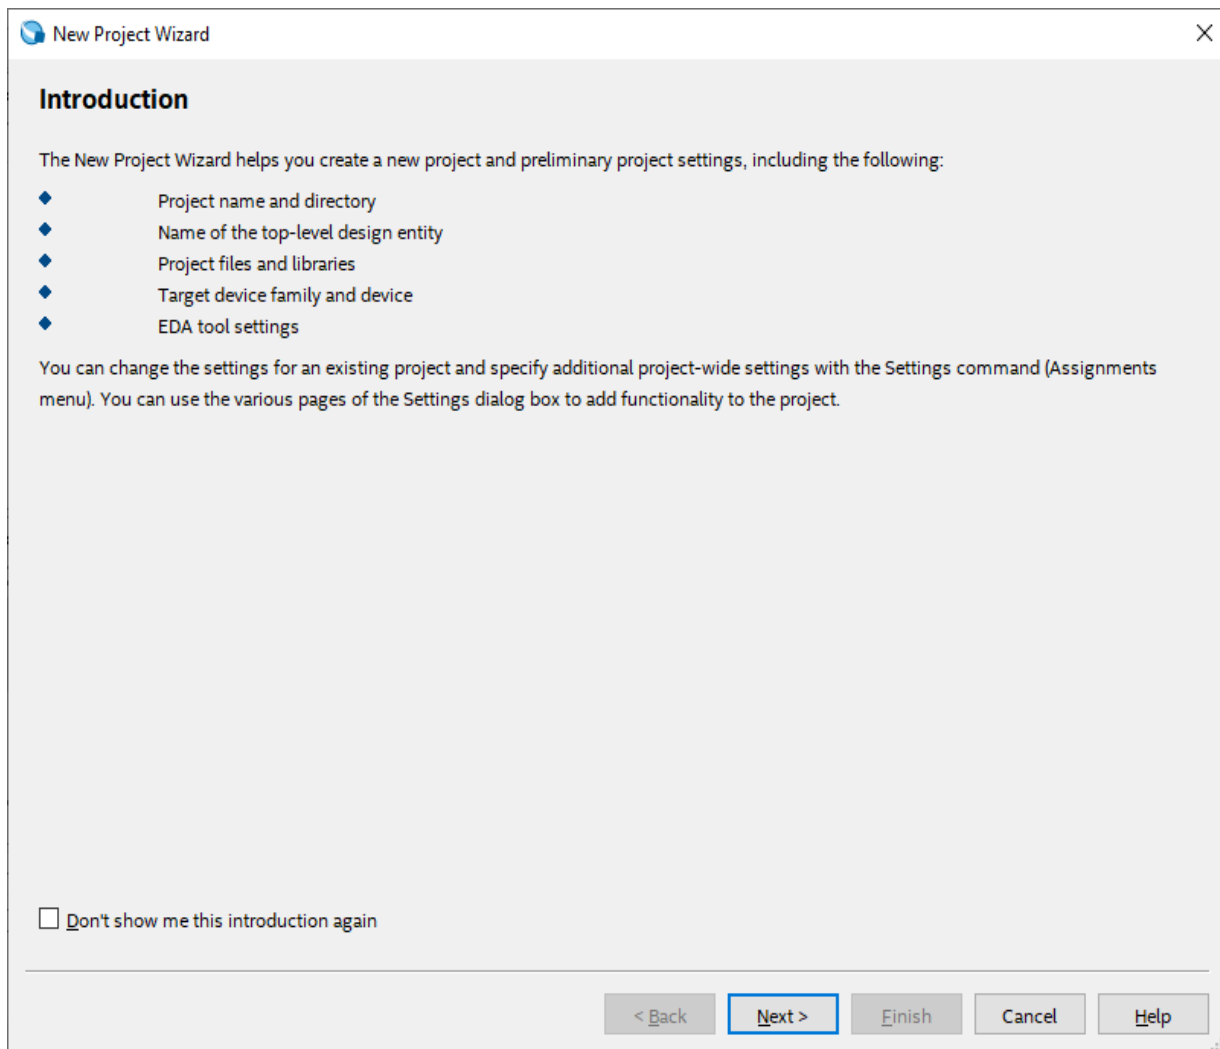 New Project Wizard
Introduction
The New Project Wizard helps you create a new project and preliminary project settings, including the following:
Project name and directory
Name of the top-level design entity
Project files and libraries
Target device family and device
EDA tool settings
You can change the settings for an existing project and specify additional project-wide settings with the Settings command (Assignments
menu). You can use the various pages of the Settings dialog box to add functionality to the project.
Don't show me this introduction again
< Back
Next >
Finish
Cancel
Help